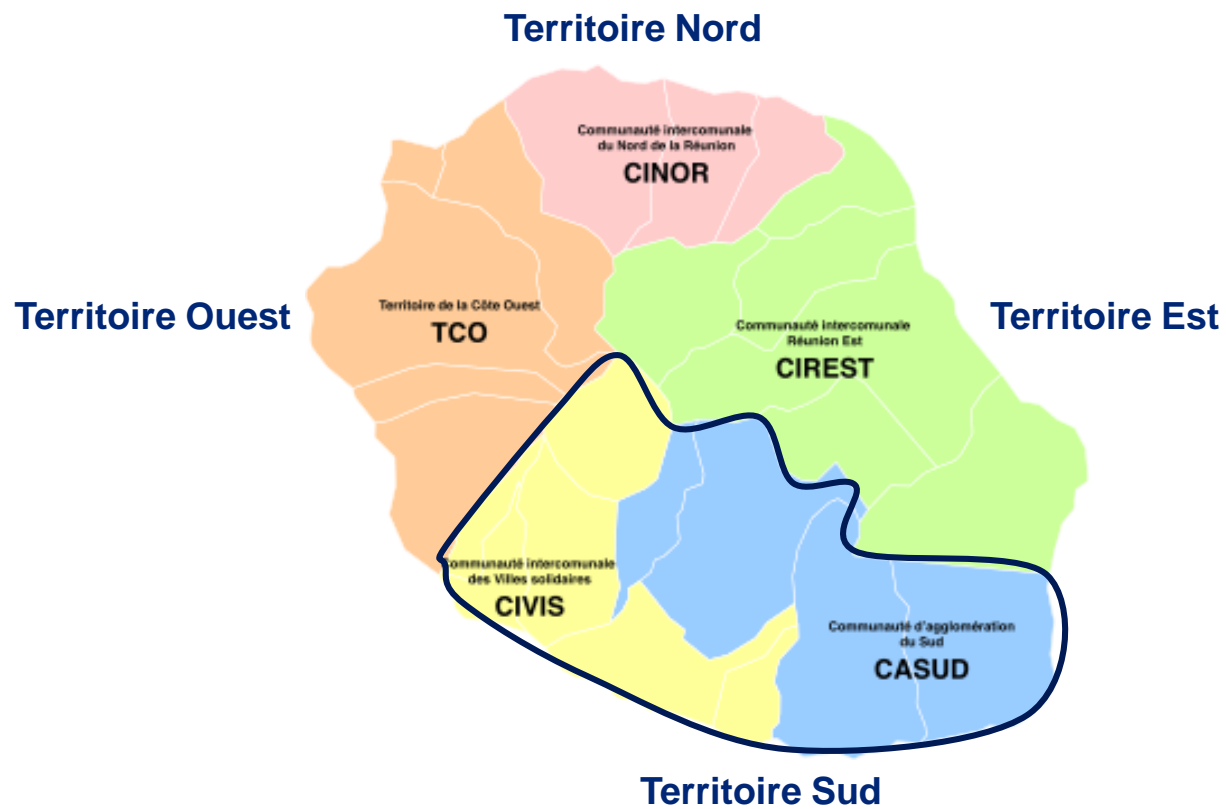 Territoire Nord
Communauté intercomunale
du Nord de la Réunion
CINOR
Territoire Ouest
Territoire de la Côte Ouest
TCO
Communauté intercomunale
Réunion Est
CIREST
Territoire Est
Communauté intercomunale
des Villes solidaires
CIVIS
Communauté d'agglomération
du Sud
CASUD
Territoire Sud